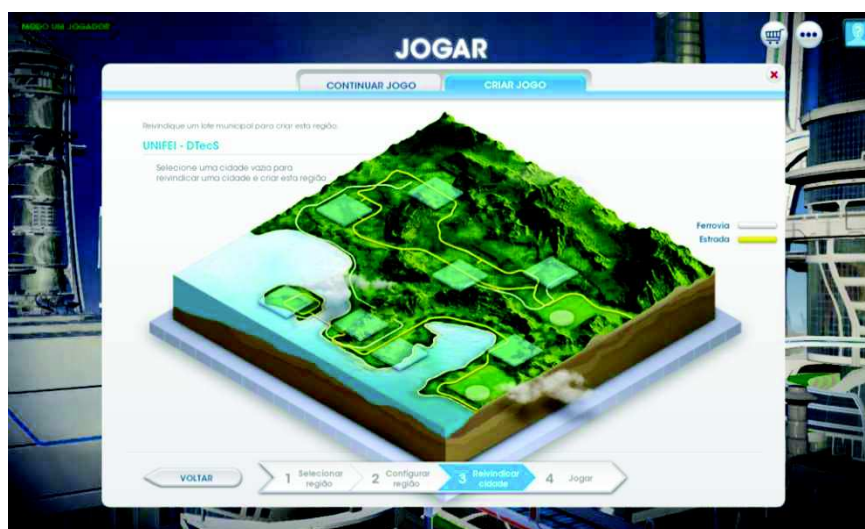 MODO UM JOGADOR
JOGAR
CONTINUAR JOGO
CRIAR JOGO
Reivindique um lote municipal para criar esta região.
UNIFEI - DTecS
Selecione uma cidade vazia para
reivindicar uma cidade e criar esta região
Ferrovia
Estrada
VOLTAR
1 Selecionar
região
2 Configurar
região
3 Reivindicar
cidade
4 Jogar